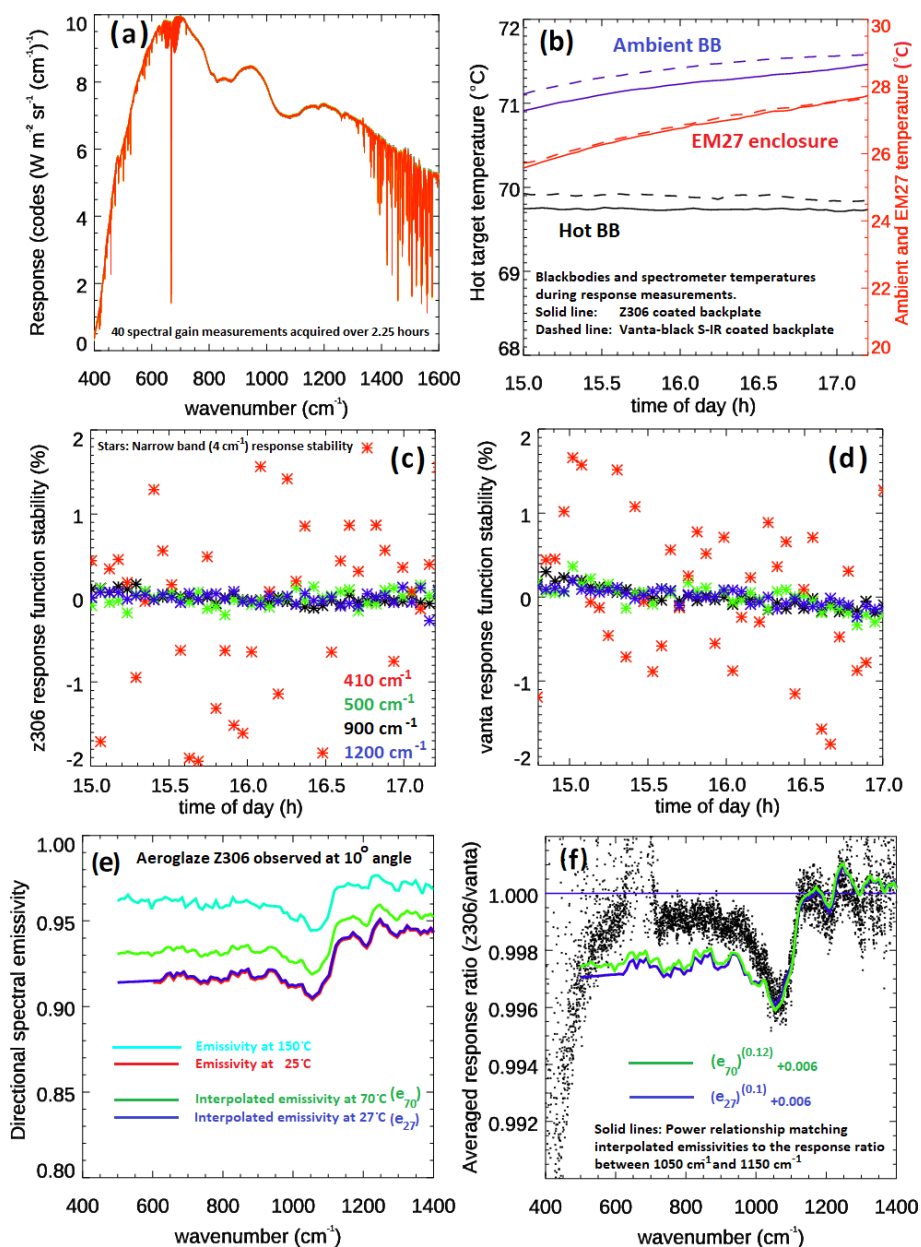 (a)
10
8
6
4
2
0
Response (codes (W m⁻² sr⁻¹ (cm⁻¹)⁻¹)
40 spectral gain measurements acquired over 2.25 hours
400 600 800 1000 1200 1400 1600
wavenumber (cm⁻¹)
(b)
72
71
70
69
68
Hot target temperature (°C)
Ambient BB
EM27 enclosure
Hot BB
Blackbodies and spectrometer temperatures
during response measurements.
Solid line: Z306 coated backplate
Dashed line: Vanta-black S-IR coated backplate
30
28
26
24
22
20
Ambient and EM27 temperature (°C)
15.0 15.5 16.0 16.5 17.0
time of day (h)
Stars: Narrow band (4 cm⁻¹) response stability
(c)
2
1
0
-1
-2
z306 response function stability (%)
410 cm⁻¹
500 cm⁻¹
900 cm⁻¹
1200 cm⁻¹
15.0 15.5 16.0 16.5 17.0
time of day (h)
(d)
2
1
0
-1
-2
vanta response function stability (%)
15.0 15.5 16.0 16.5 17.0
time of day (h)
(e) Aeroglaze Z306 observed at 10° angle
1.00
0.95
0.90
0.85
0.80
Directional spectral emissivity
Emissivity at 150°C
Emissivity at 25°C
Interpolated emissivity at 70°C (e₇₀)
Interpolated emissivity at 27°C (e₂₇)
400 600 800 1000 1200 1400
wavenumber (cm⁻¹)
(f)
1.000
0.998
0.996
0.994
0.992
Averaged response ratio (z306/vanta)
(e₇₀)^(0.12) +0.006
(e₂₇)^(0.1) +0.006
Solid lines: Power relationship matching
interpolated emissivities to the response ratio
between 1050 cm⁻¹ and 1150 cm⁻¹
400 600 800 1000 1200 1400
wavenumber (cm⁻¹)